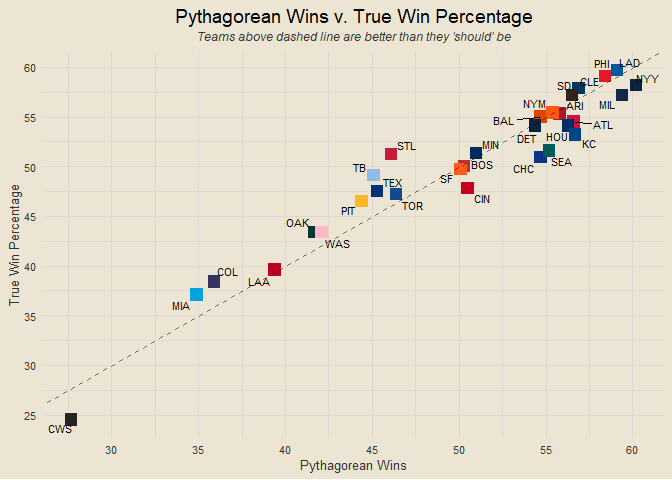 Pythagorean Wins v. True Win Percentage
Teams above dashed line are better than they 'should' be
True Win Percentage
60
55
50
45
40
35
30
25
PHI
LAD
NYY
SD
CLE
MIL
NYM
ARI
BAL
ATL
DET
HOU
KC
CHC
SEA
STL
MIN
BOS
SF
CIN
TB
TEX
TOR
PIT
OAK
WAS
COL
LAA
MIA
CWS
30
35
40
45
50
55
60
Pythagorean Wins